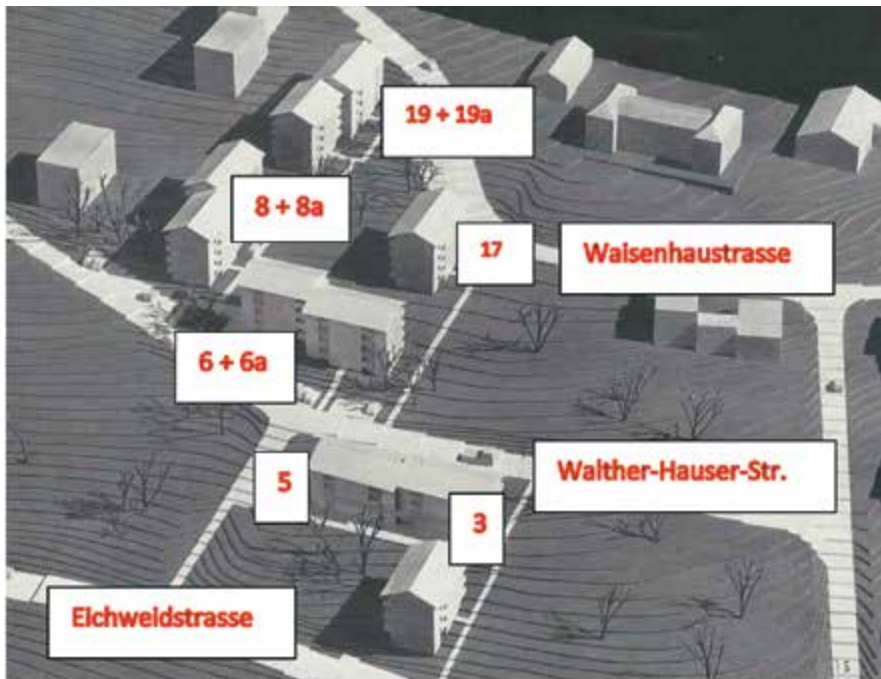 19 + 19a
8 + 8a
17
Waisenhaustrasse
6 + 6a
5
Walther-Hauser-Str.
3
Eichweidstrasse